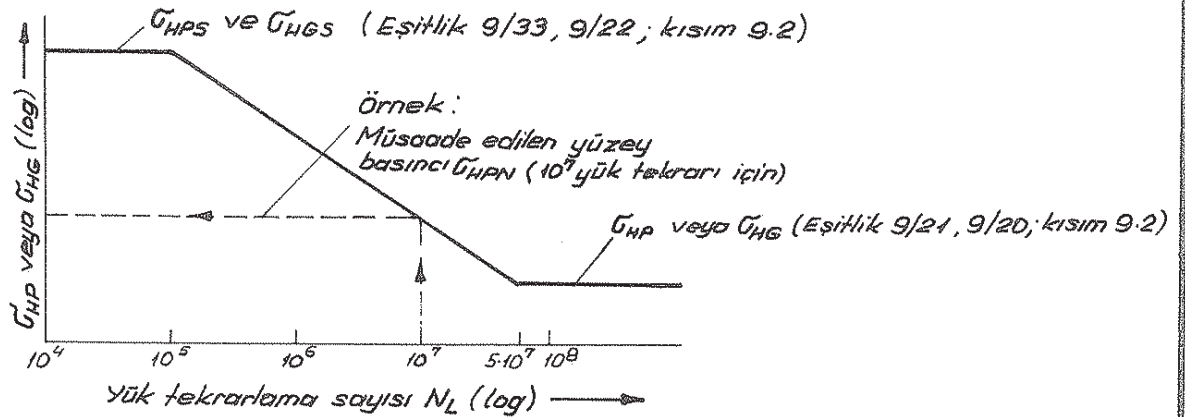 σHPS ve σHGS (Eşitlik 9/33, 9/22; kısım 9.2)
σHP veya σHG (log)
Örnek:
Müsaade edilen yüzey
basıncı σHPN (10⁷ yük tekrarı için)
σHP veya σHG (Eşitlik 9/21, 9/20; kısım 9.2)
10⁴ 10⁵ 10⁶ 10⁷ 5·10⁷ 10⁸
Yük tekrarlama sayısı NL (log)